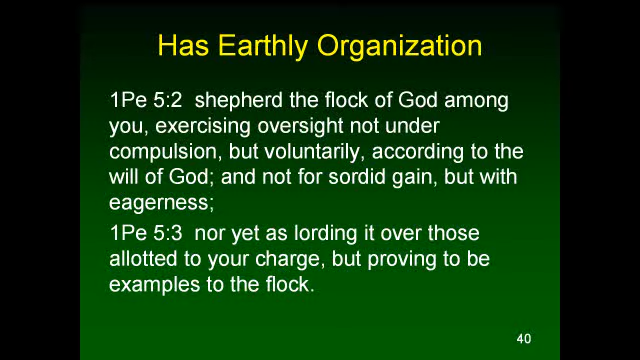 Has Earthly Organization
1Pe 5:2 shepherd the flock of God among
you, exercising oversight not under
compulsion, but voluntarily, according to the
will of God; and not for sordid gain, but with
eagerness;
1Pe 5:3 nor yet as lording it over those
allotted to your charge, but proving to be
examples to the flock.
40